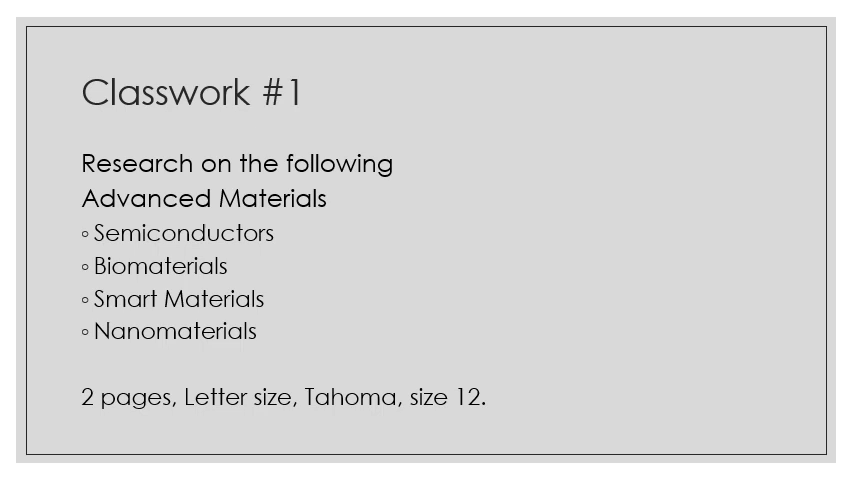 Classwork #1
Research on the following
Advanced Materials
◦ Semiconductors
◦ Biomaterials
◦ Smart Materials
◦ Nanomaterials
2 pages, Letter size, Tahoma, size 12.